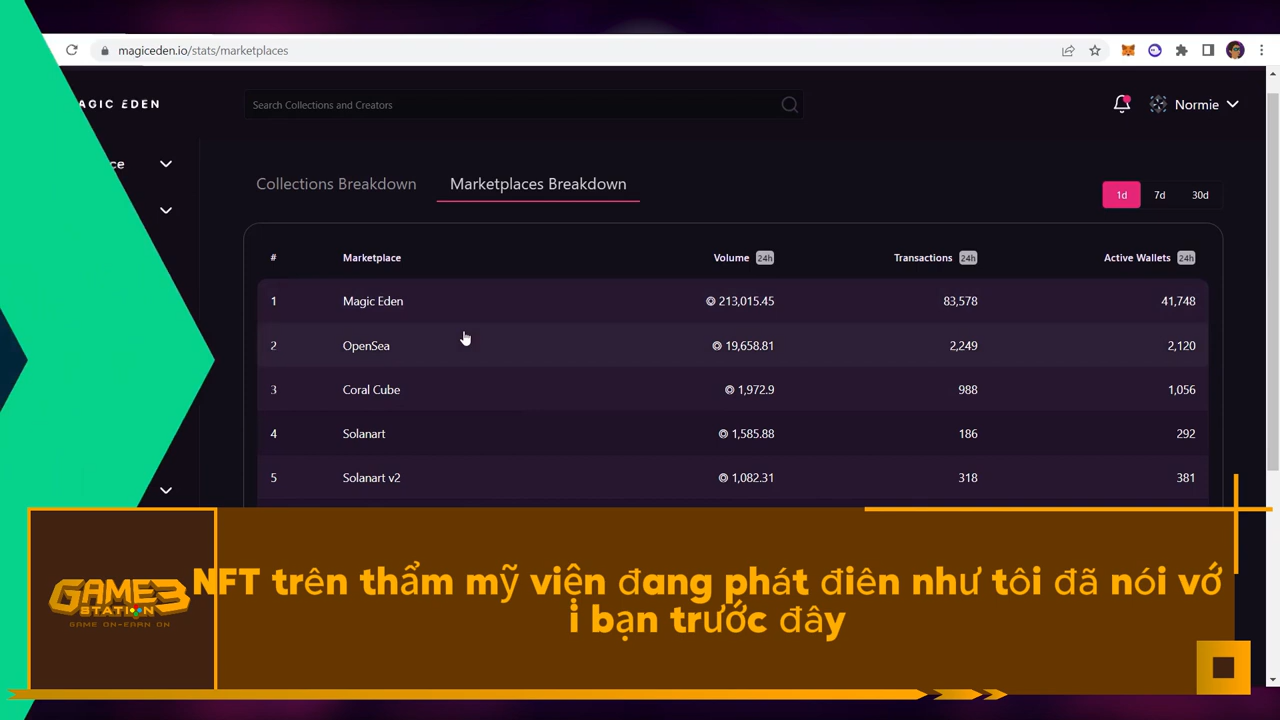 magiceden.io/stats/marketplaces
AGIC EDEN
Search Collections and Creators
Normie
ce
Collections Breakdown Marketplaces Breakdown
1d 7d 30d
# Marketplace Volume 24h Transactions 24h Active Wallets 24h
1 Magic Eden 213,015.45 83,578 41,748
2 OpenSea 19,658.81 2,249 2,120
3 Coral Cube 1,972.9 988 1,056
4 Solanart 1,585.88 186 292
5 Solanart v2 1,082.31 318 381
GAME3
STATION
GAME ON-EARN ON
NFT trên thẩm mỹ viện đang phát điên như tôi đã nói vớ
i bạn trước đây